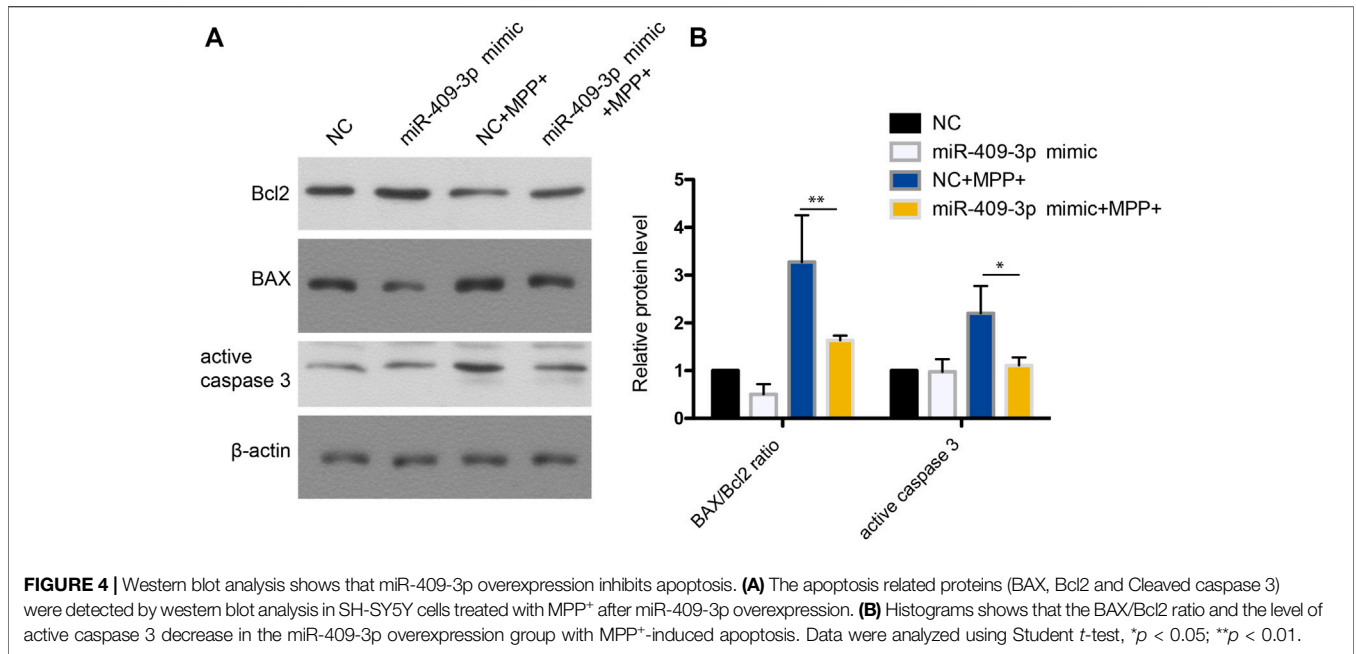 A
NC
miR-409-3p mimic
NC+MPP+
miR-409-3p mimic
+MPP+
Bcl2
BAX
active
caspase 3
β-actin
B
NC
miR-409-3p mimic
NC+MPP+
miR-409-3p mimic+MPP+
Relative protein level
5
4
3
2
1
0
**
*
BAX/Bcl2 ratio
active caspase 3
FIGURE 4 | Western blot analysis shows that miR-409-3p overexpression inhibits apoptosis. (A) The apoptosis related proteins (BAX, Bcl2 and Cleaved caspase 3)
were detected by western blot analysis in SH-SY5Y cells treated with MPP⁺ after miR-409-3p overexpression. (B) Histograms shows that the BAX/Bcl2 ratio and the level of
active caspase 3 decrease in the miR-409-3p overexpression group with MPP⁺-induced apoptosis. Data were analyzed using Student t-test, *p < 0.05; **p < 0.01.